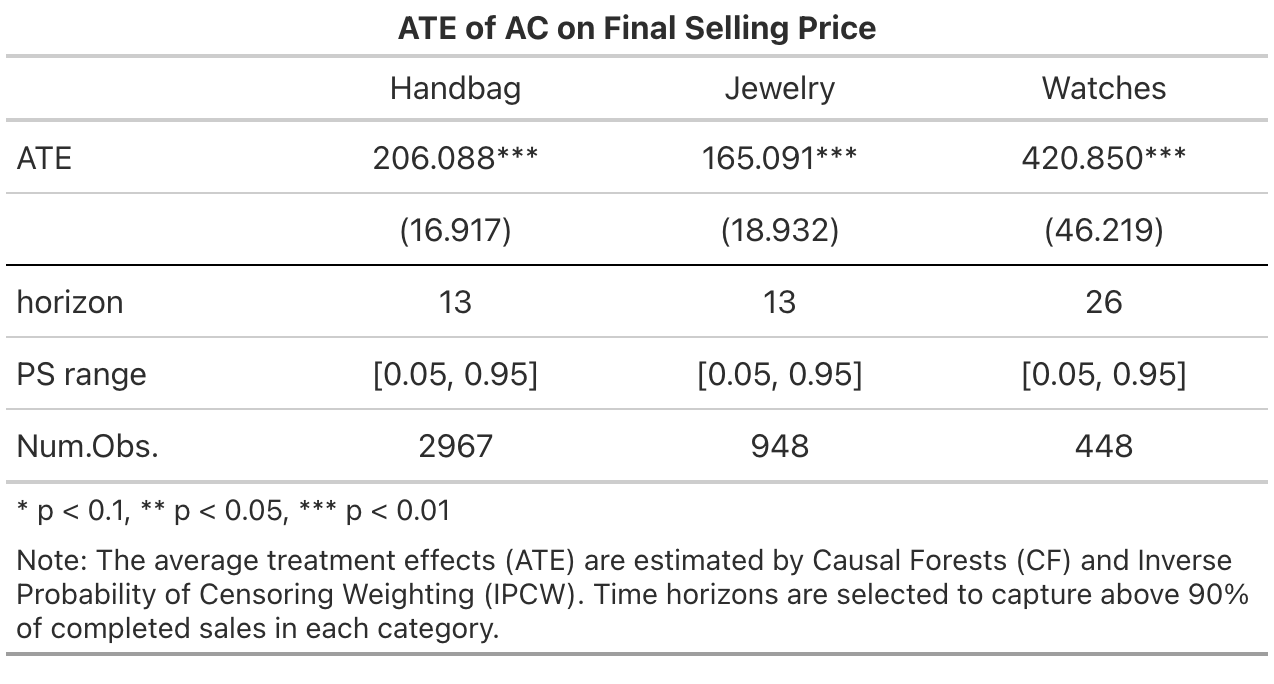 ATE of AC on Final Selling Price
Handbag Jewelry Watches
ATE 206.088*** 165.091*** 420.850***
(16.917) (18.932) (46.219)
horizon 13 13 26
PS range [0.05, 0.95] [0.05, 0.95] [0.05, 0.95]
Num.Obs. 2967 948 448
* p < 0.1, ** p < 0.05, *** p < 0.01
Note: The average treatment effects (ATE) are estimated by Causal Forests (CF) and Inverse
Probability of Censoring Weighting (IPCW). Time horizons are selected to capture above 90%
of completed sales in each category.